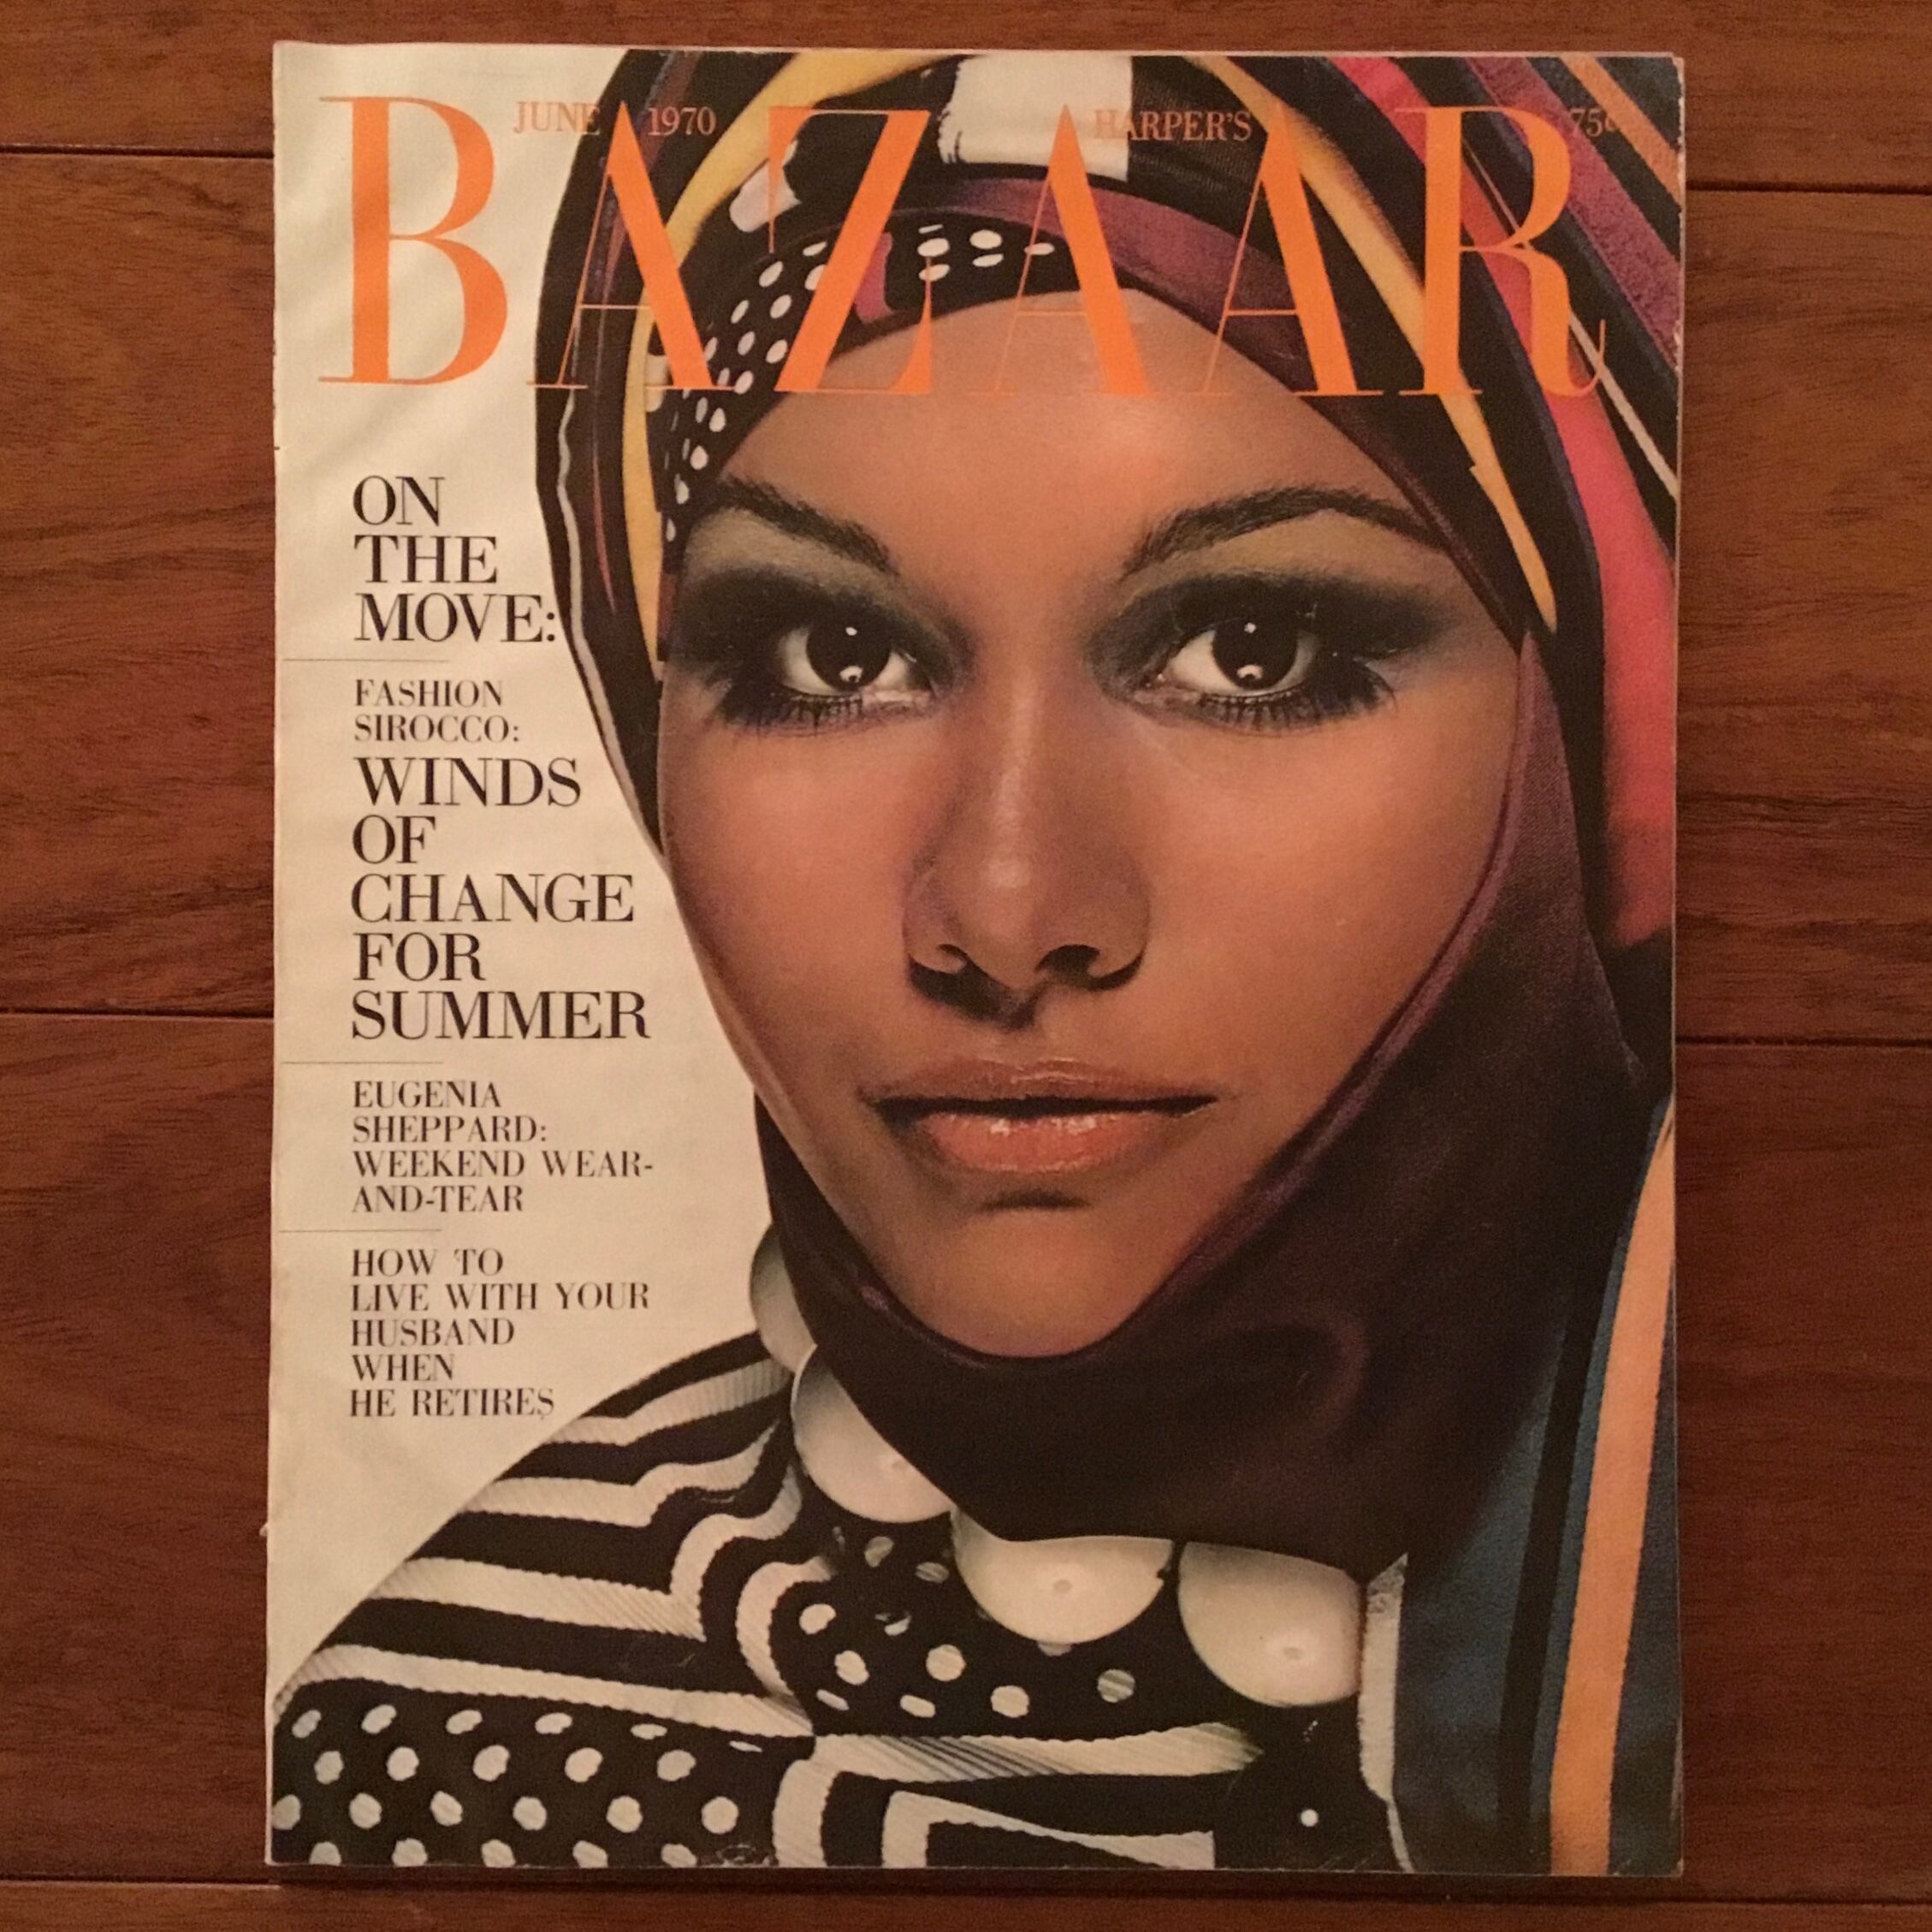 JUNE 1970 HARPER'S 75¢
BAZAAR
ON
THE
MOVE:
FASHION
SIROCCO:
WINDS
OF
CHANGE
FOR
SUMMER
EUGENIA
SHEPPARD:
WEEKEND WEAR-
AND-TEAR
HOW TO
LIVE WITH YOUR
HUSBAND
WHEN
HE RETIRES